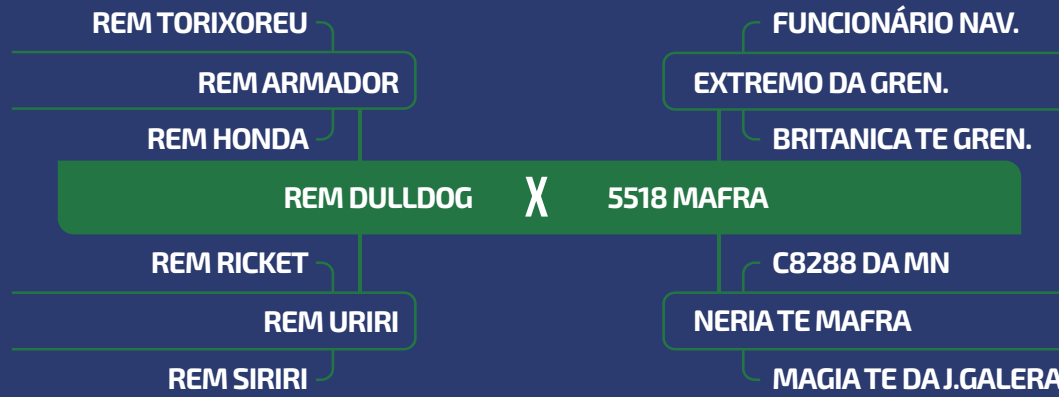 REM TORIXOREU
FUNCIONÁRIO NAV.
REM ARMADOR
EXTREMO DA GREN.
REM HONDA
BRITANICA TE GREN.
REM DULLDOG X 5518 MAFRA
REM RICKET
C8288 DA MN
REM URIRI
NERIA TE MAFRA
REM SIRIRI
MAGIA TE DA J.GALERA